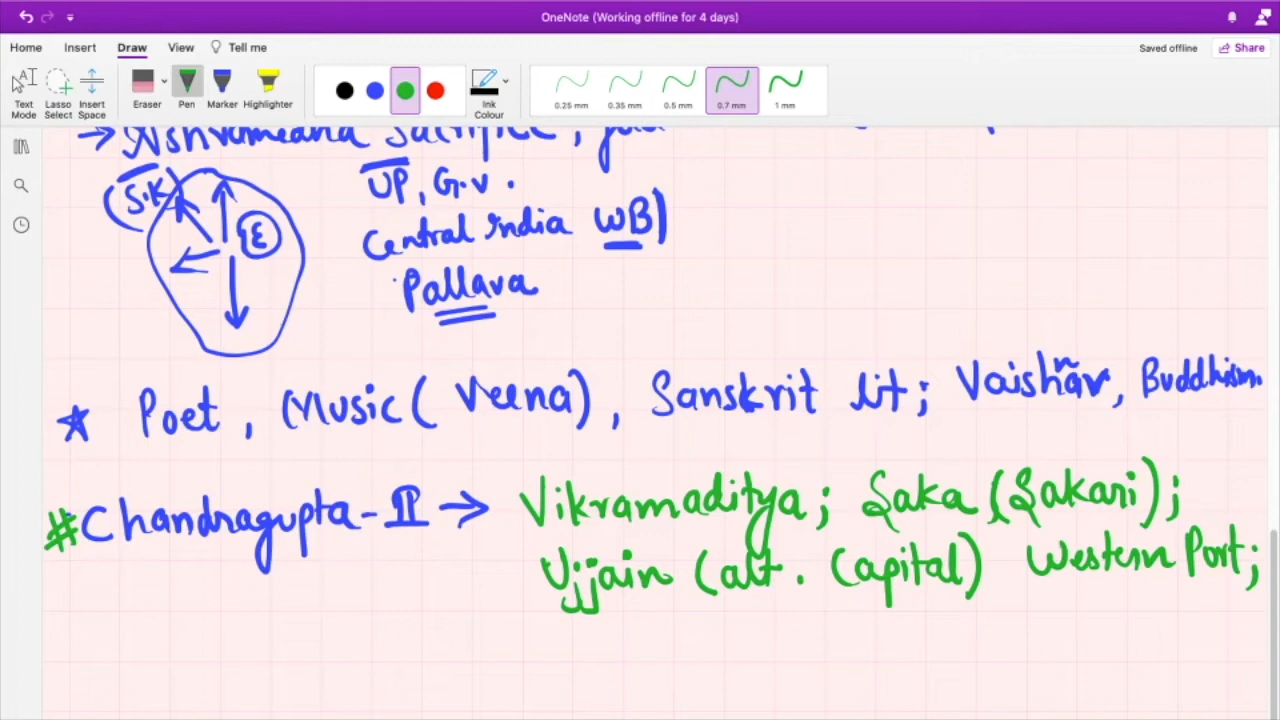 OneNote (Working offline for 4 days)
Home Insert Draw View Tell me Saved offline Share
Text Mode Lasso Select Insert Space Eraser Pen Marker Highlighter Ink Colour 0.25 mm 0.35 mm 0.5 mm 0.7 mm 1 mm
→ Ashvamedha Sacrifice,
(S.K) UP, G.V.
E Central India WB)
Pallava
★ Poet, Music (Veena), Sanskrit lit; Vaishnav, Buddhism.
#Chandragupta-II → Vikramaditya; Saka (Sakari);
Ujjain (alt. Capital) Western Port;